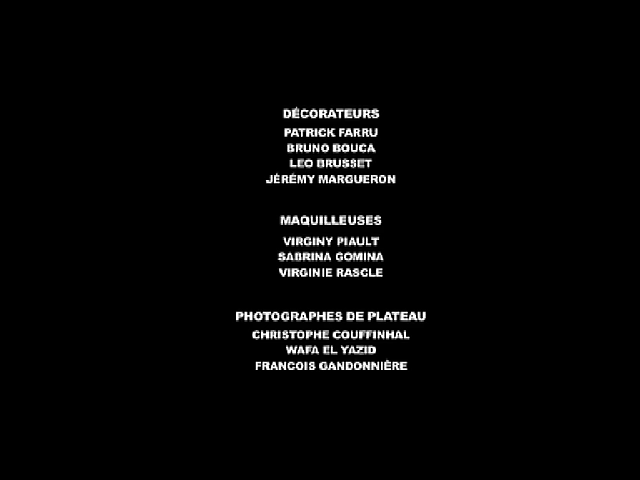 DÉCORATEURS
PATRICK FARRU
BRUNO BOUCA
LEO BRUSSET
JÉRÉMY MARGUERON
MAQUILLEUSES
VIRGINY PIAULT
SABRINA GOMINA
VIRGINIE RASCLE
PHOTOGRAPHES DE PLATEAU
CHRISTOPHE COUFFINHAL
WAFA EL YAZID
FRANCOIS GANDONNIÈRE